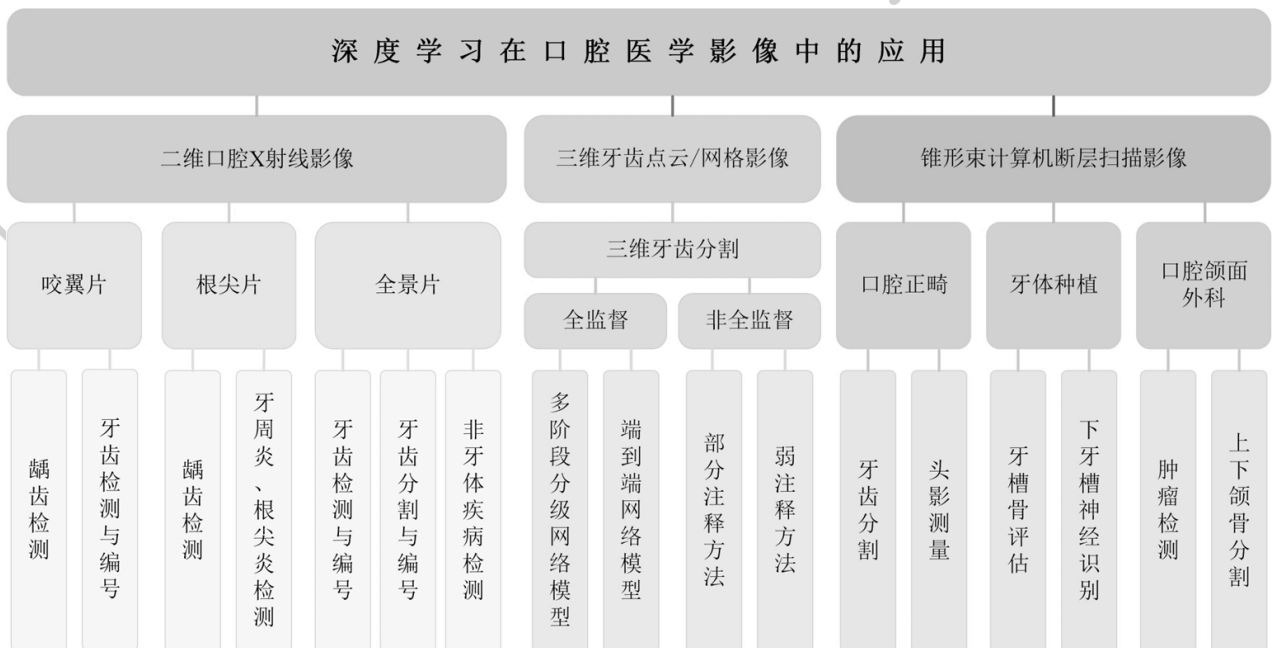 深度学习在口腔医学影像中的应用
二维口腔X射线影像
三维牙齿点云/网格影像
锥形束计算机断层扫描影像
咬翼片
根尖片
全景片
三维牙齿分割
全监督
非全监督
口腔正畸
牙体种植
口腔颌面
外科
龋齿检测
牙齿检测与编号
龋齿检测
牙周炎、根尖炎检测
牙齿检测与编号
牙齿分割与编号
非牙体疾病检测
多阶段分级网络模型
端到端网络模型
部分注释方法
弱注释方法
牙齿分割
头影测量
牙槽骨评估
下牙槽神经识别
肿瘤检测
上下颌骨分割